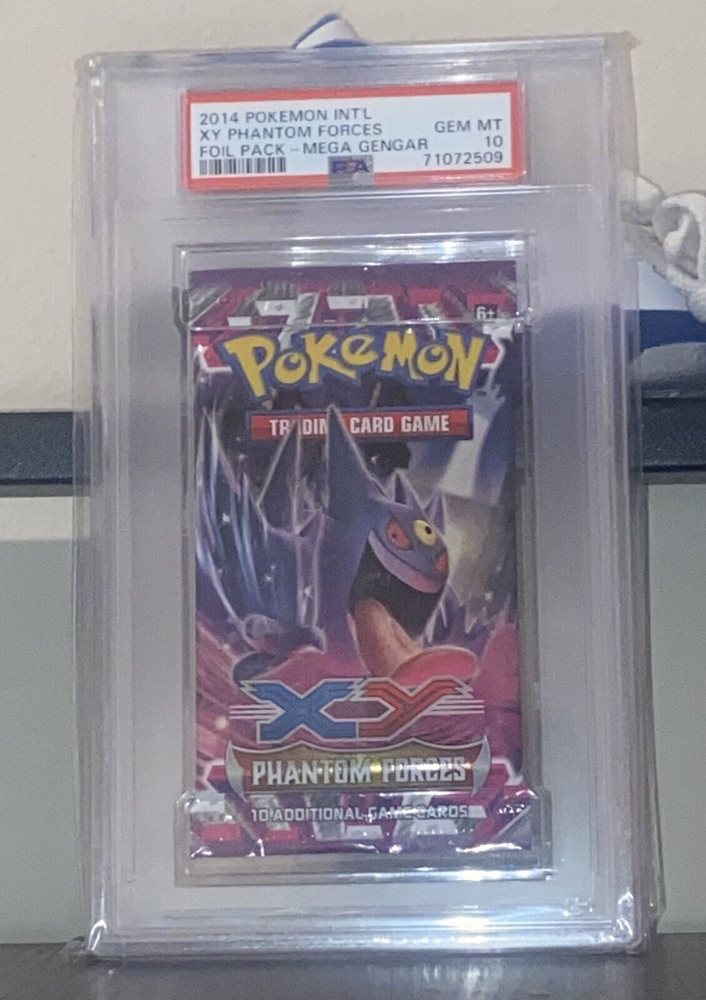 2014 POKEMON INT'L
XY PHANTOM FORCES GEM MT
FOIL PACK - MEGA GENGAR 10
71072509
PSA
6+
POKéMON
TRADING CARD GAME
XY
PHANTOM FORCES
10 ADDITIONAL GAME CARDS